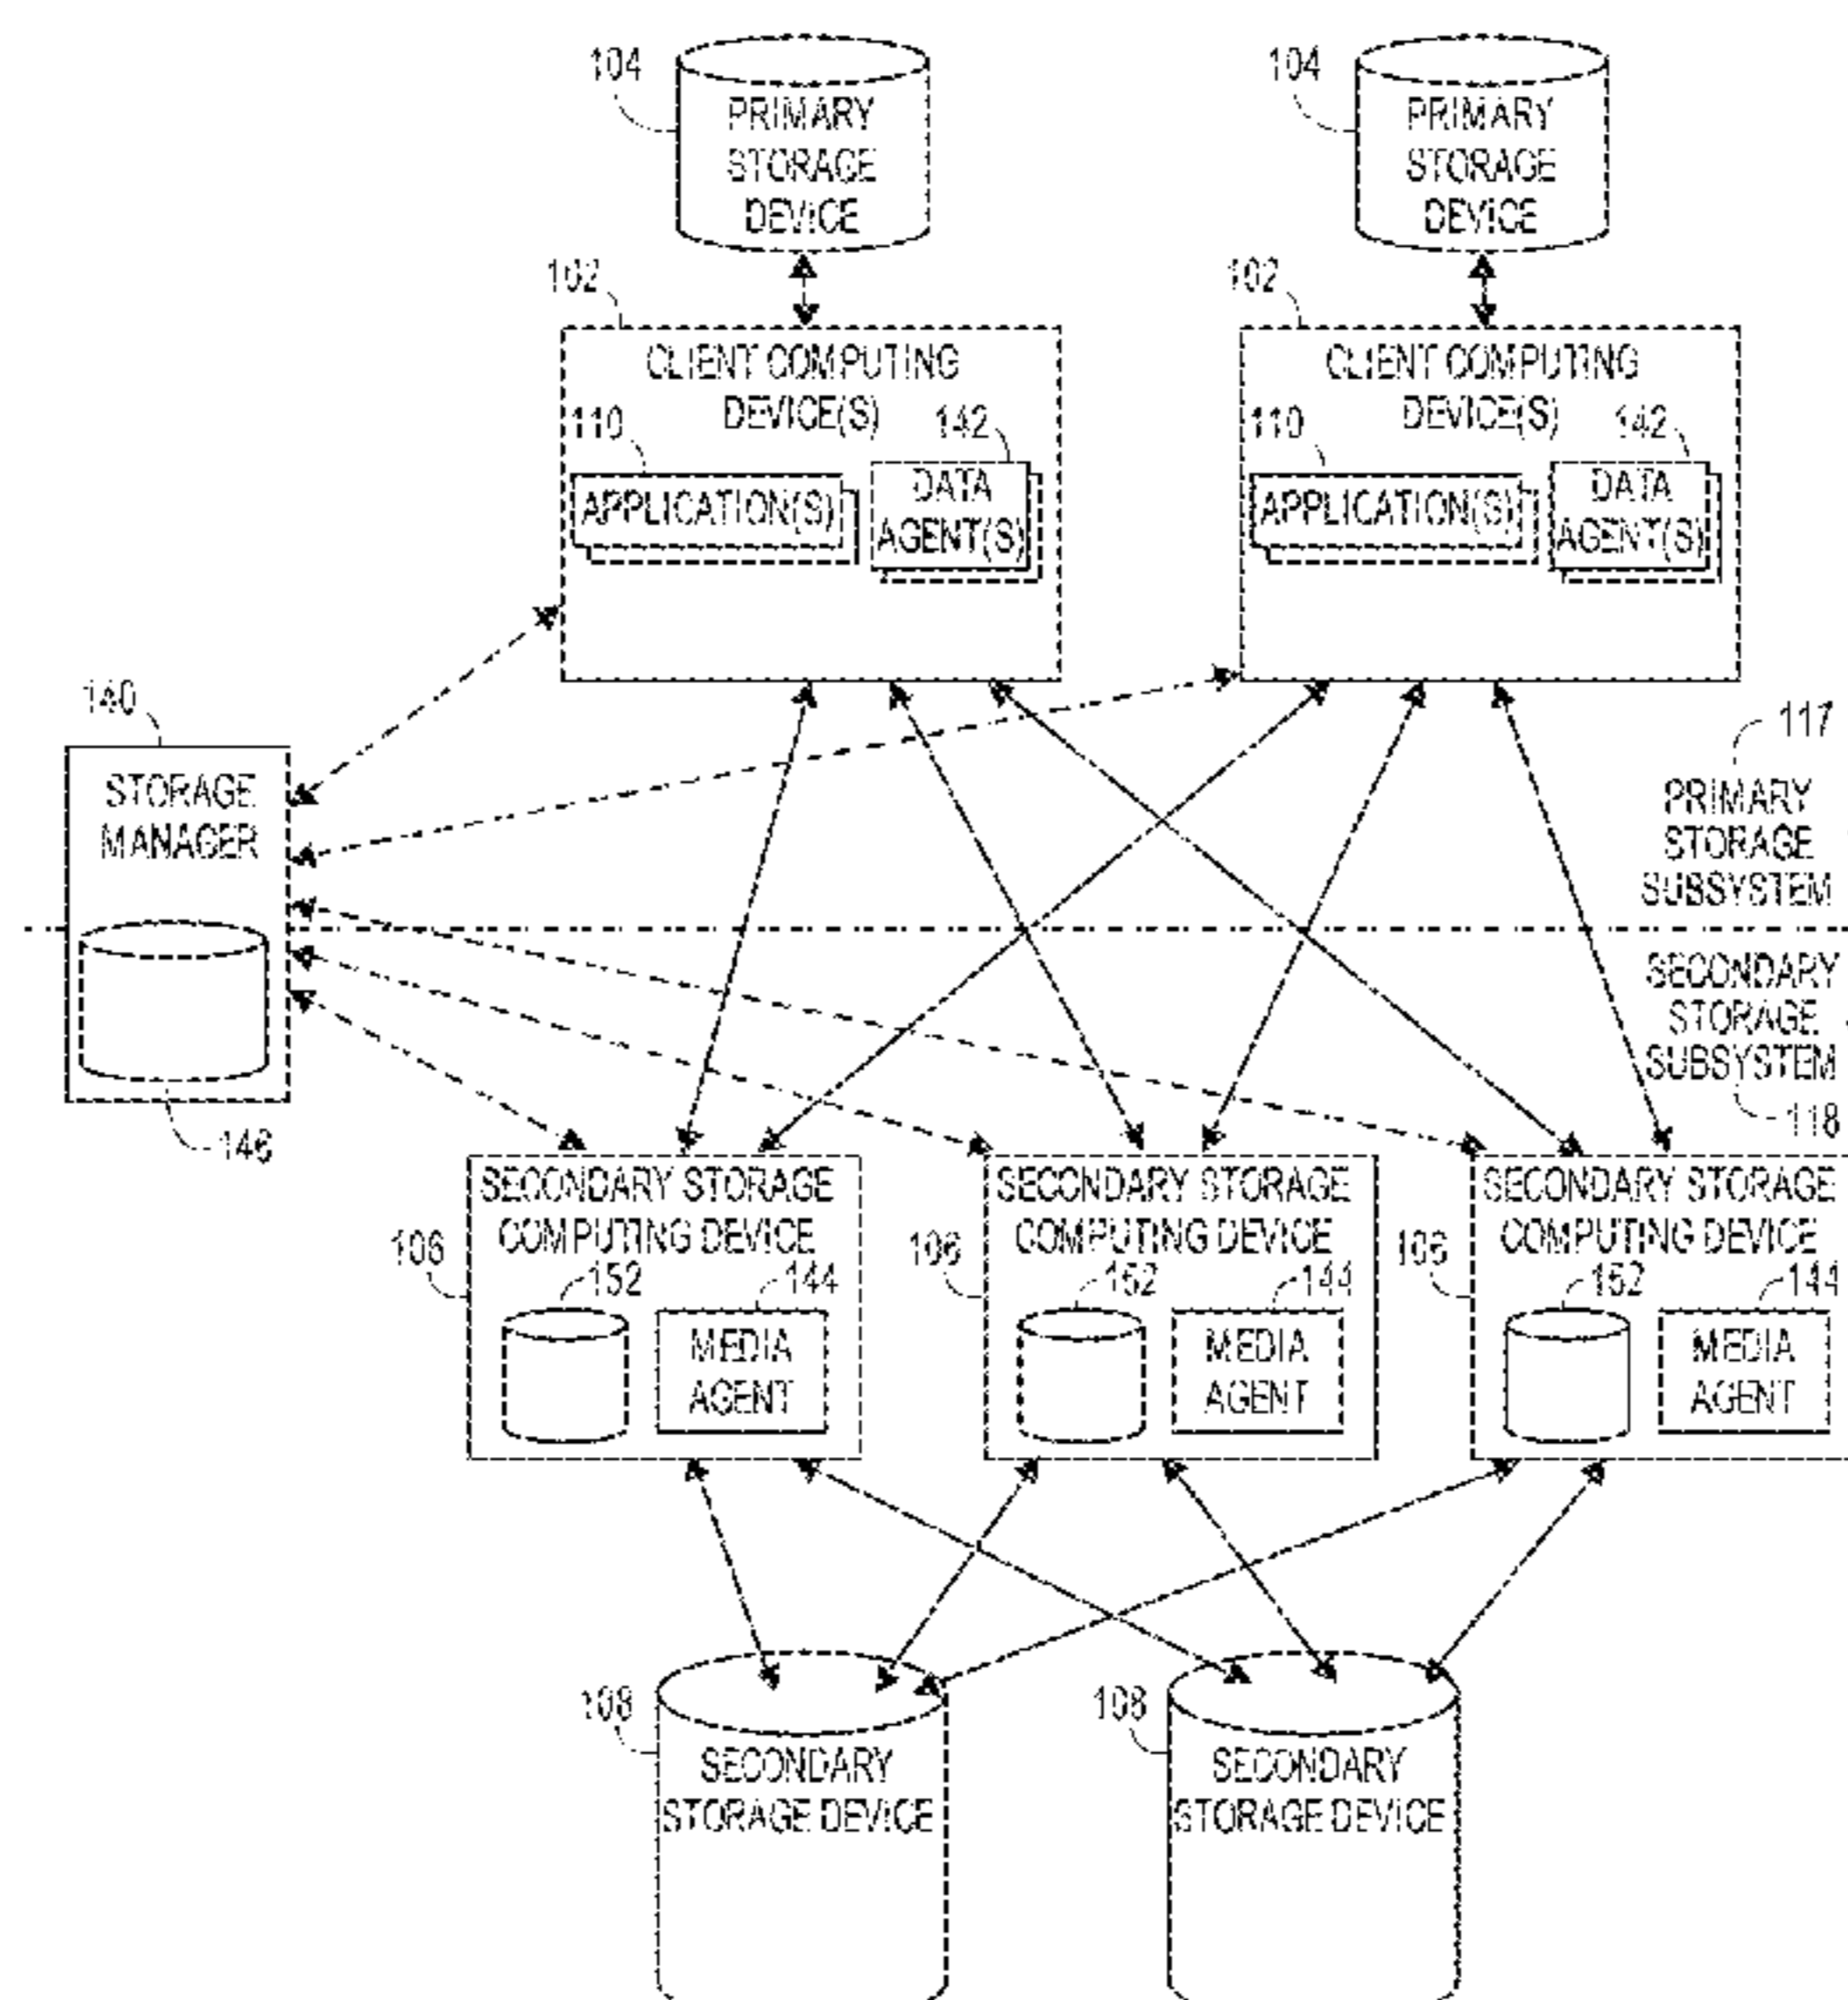 104
PRIMARY
STORAGE
DEVICE
104
PRIMARY
STORAGE
DEVICE
102
CLIENT COMPUTING
DEVICE(S)
110
APPLICATION(S)
142
DATA
AGENT(S)
102
CLIENT COMPUTING
DEVICE(S)
110
APPLICATION(S)
142
DATA
AGENT(S)
140
STORAGE
MANAGER
146
117
PRIMARY
STORAGE
SUBSYSTEM
SECONDARY
STORAGE
SUBSYSTEM
118
106
SECONDARY STORAGE
COMPUTING DEVICE
152
144
MEDIA
AGENT
106
SECONDARY STORAGE
COMPUTING DEVICE
152
144
MEDIA
AGENT
106
SECONDARY STORAGE
COMPUTING DEVICE
152
144
MEDIA
AGENT
108
SECONDARY
STORAGE DEVICE
108
SECONDARY
STORAGE DEVICE